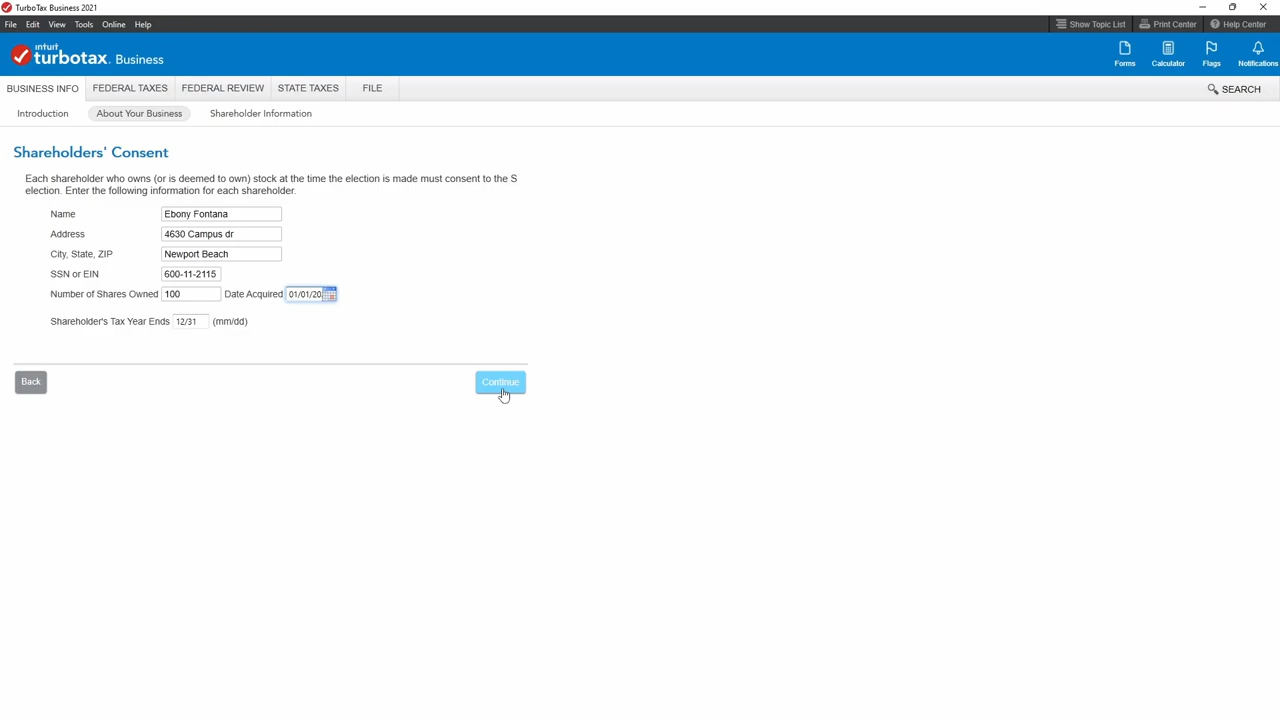 TurboTax Business 2021
File Edit View Tools Online Help
Show Topic List Print Center Help Center
intuit
turbotax. Business
Forms Calculator Flags Notifications
BUSINESS INFO FEDERAL TAXES FEDERAL REVIEW STATE TAXES FILE SEARCH
Introduction About Your Business Shareholder Information
Shareholders' Consent
Each shareholder who owns (or is deemed to own) stock at the time the election is made must consent to the S
election. Enter the following information for each shareholder.
Name Ebony Fontana
Address 4630 Campus dr
City, State, ZIP Newport Beach
SSN or EIN 600-11-2115
Number of Shares Owned 100 Date Acquired 01/01/20
Shareholder's Tax Year Ends 12/31 (mm/dd)
Back Continue